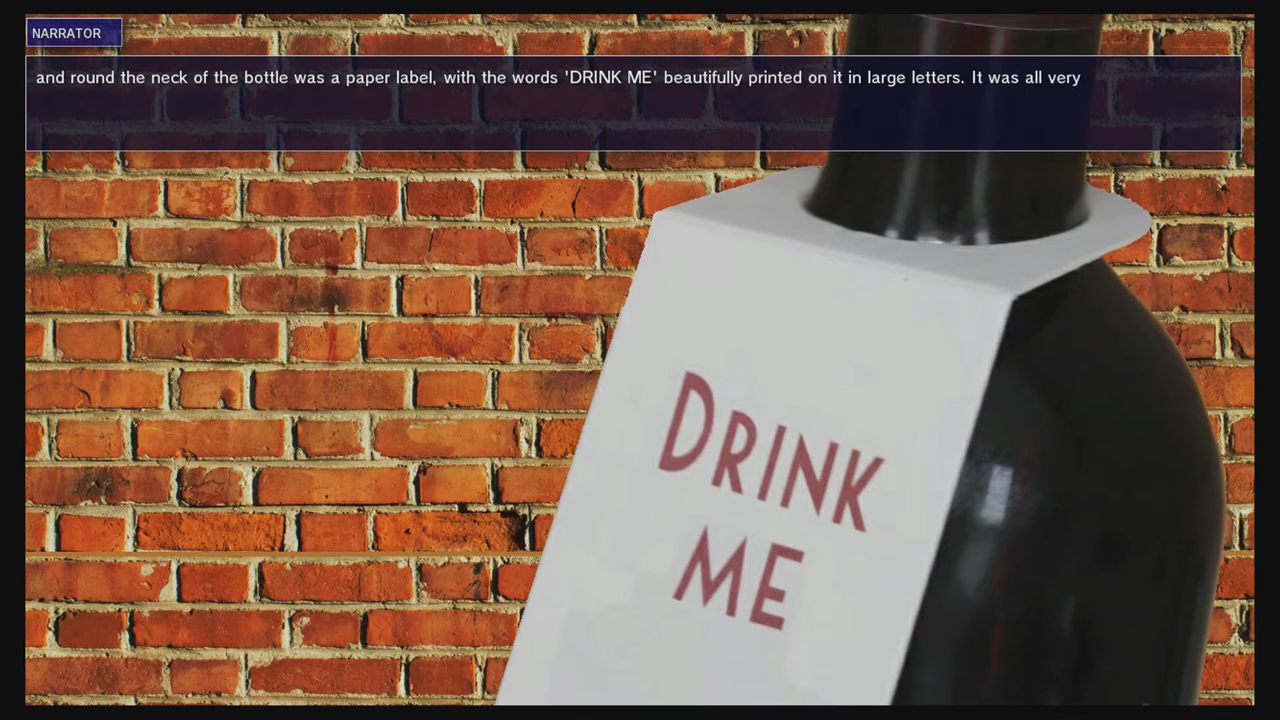 NARRATOR
and round the neck of the bottle was a paper label, with the words 'DRINK ME' beautifully printed on it in large letters. It was all very
DRINK
ME